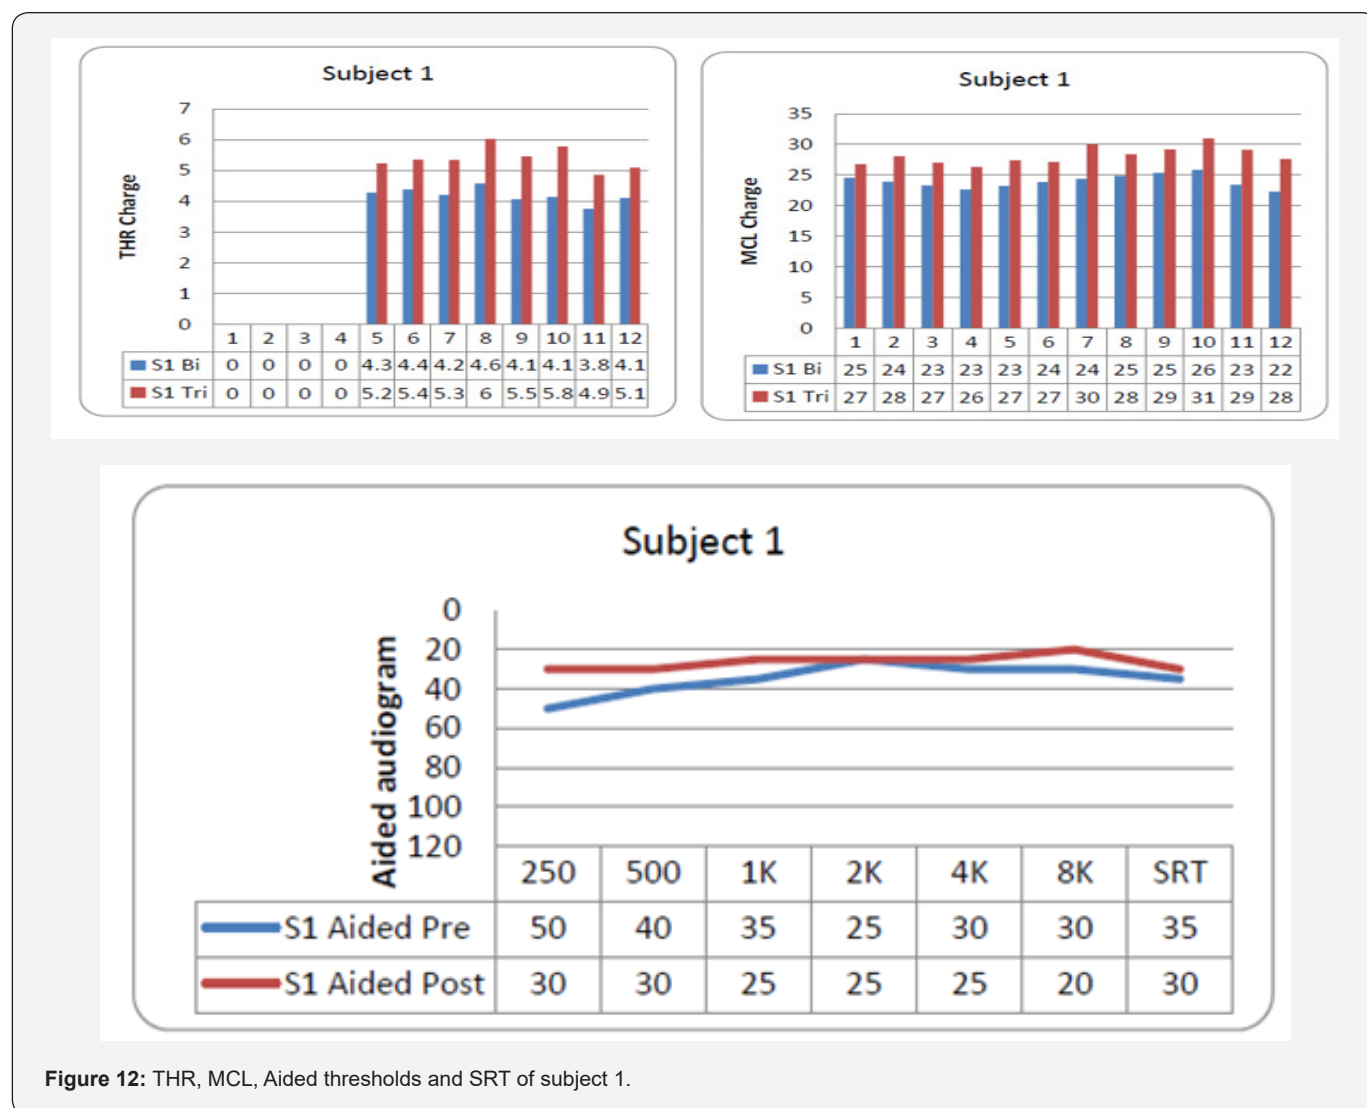 Subject 1
THR Charge
7
6
5
4
3
2
1
0
1 2 3 4 5 6 7 8 9 10 11 12
S1 Bi 0 0 0 0 4.3 4.4 4.2 4.6 4.1 4.1 3.8 4.1
S1 Tri 0 0 0 0 5.2 5.4 5.3 6 5.5 5.8 4.9 5.1
Subject 1
MCL Charge
35
30
25
20
15
10
5
0
1 2 3 4 5 6 7 8 9 10 11 12
S1 Bi 25 24 23 23 23 24 24 25 25 26 23 22
S1 Tri 27 28 27 26 27 27 30 28 29 31 29 28
Subject 1
Aided audiogram
0
20
40
60
80
100
120
250 500 1K 2K 4K 8K SRT
S1 Aided Pre 50 40 35 25 30 30 35
S1 Aided Post 30 30 25 25 25 20 30
Figure 12: THR, MCL, Aided thresholds and SRT of subject 1.